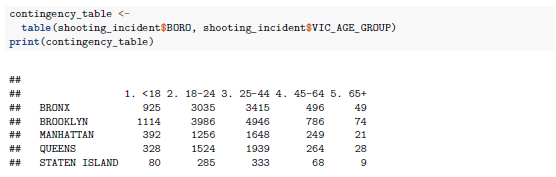 contingency_table <-
  table(shooting_incident$BORO, shooting_incident$VIC_AGE_GROUP)
print(contingency_table)
##
##                 1. <18 2. 18-24 3. 25-44 4. 45-64 5. 65+
##   BRONX            925     3035     3415      496     49
##   BROOKLYN        1114     3986     4946      786     74
##   MANHATTAN        392     1256     1648      249     21
##   QUEENS           328     1524     1939      264     28
##   STATEN ISLAND     80      285      333       68      9